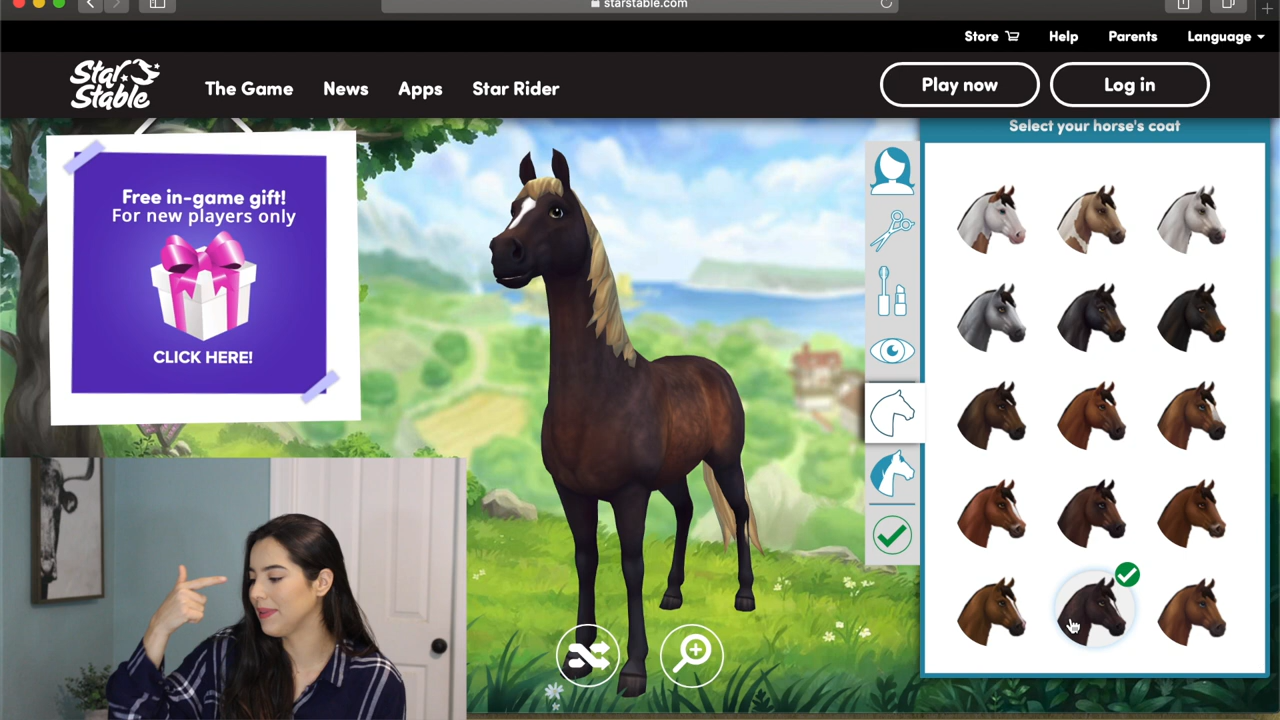 starstable.com
Store
Help
Parents
Language
Star Stable
The Game
News
Apps
Star Rider
Play now
Log in
Select your horse's coat
Free in-game gift!
For new players only
CLICK HERE!